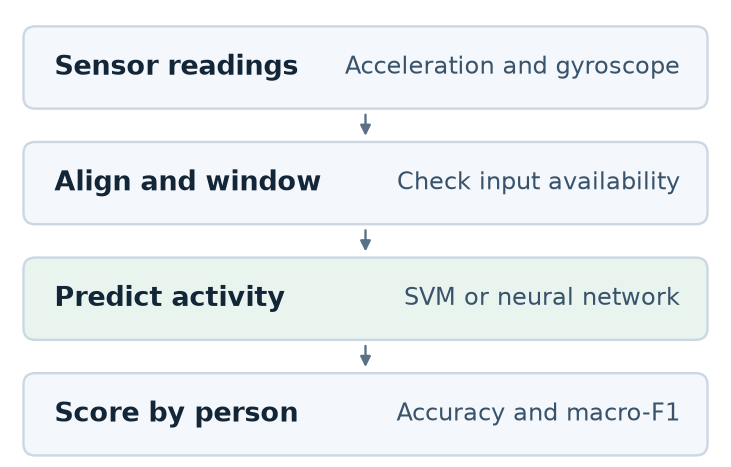 Sensor readings Acceleration and gyroscope
Align and window Check input availability
Predict activity SVM or neural network
Score by person Accuracy and macro-F1